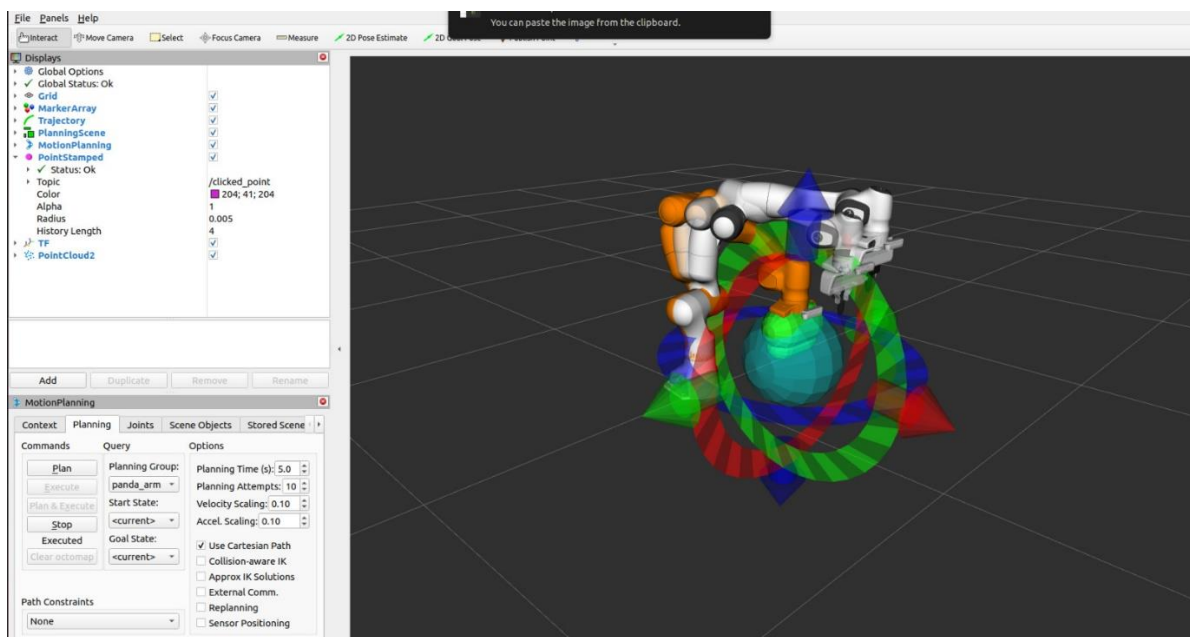 You can paste the image from the clipboard.
File Panels Help
Interact Move Camera Select Focus Camera Measure 2D Pose Estimate
Displays
Global Options
Global Status: Ok
Grid
MarkerArray
Trajectory
PlanningScene
MotionPlanning
PointStamped
Status: Ok
Topic /clicked_point
Color 204; 41; 204
Alpha 1
Radius 0.005
History Length 4
TF
PointCloud2
Add Duplicate Remove Rename
MotionPlanning
Context Planning Joints Scene Objects Stored Scene
Commands Query Options
Plan Planning Group: Planning Time (s): 5.0
Execute panda_arm Planning Attempts: 10
Plan & Execute Start State: Velocity Scaling: 0.10
Stop <current> Accel. Scaling: 0.10
Executed Goal State: Use Cartesian Path
Clear octomap <current> Collision-aware IK
Approx IK Solutions
External Comm.
Path Constraints Replanning
None Sensor Positioning